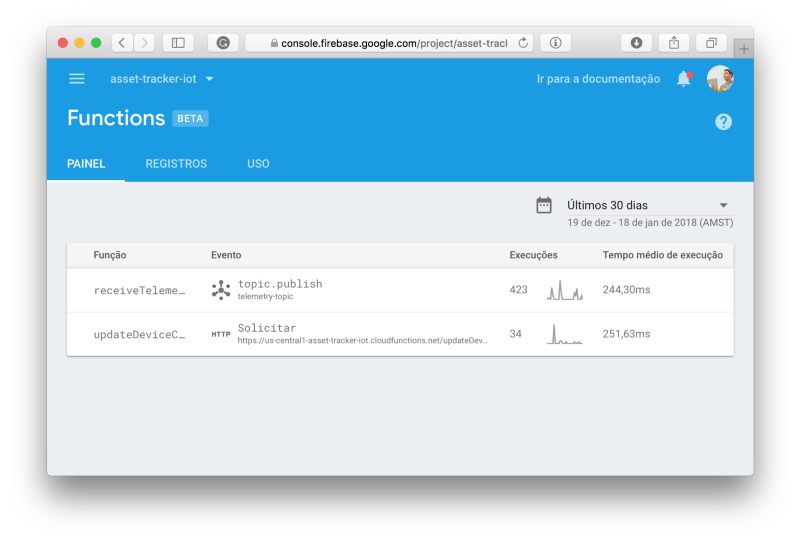 console.firebase.google.com/project/asset-tracl
asset-tracker-iot
Ir para a documentação
Functions BETA
PAINEL REGISTROS USO
Últimos 30 dias
19 de dez - 18 de jan de 2018 (AMST)
Função Evento Execuções Tempo médio de execução
receiveTeleme… topic.publish 423 244,30ms
telemetry-topic
updateDeviceC… HTTP Solicitar 34 251,63ms
https://us-central1-asset-tracker-iot.cloudfunctions.net/updateDev…